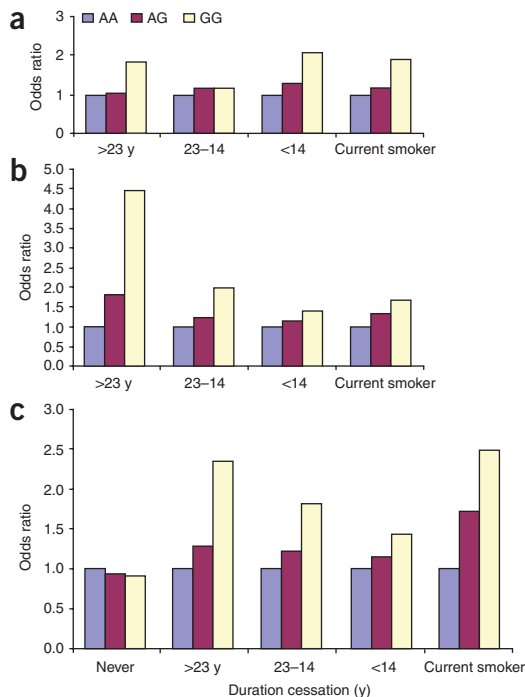 a
AA AG GG
Odds ratio
3
2
1
0
>23 y 23–14 <14 Current smoker
b
Odds ratio
5.0
4.5
4.0
3.5
3.0
2.5
2.0
1.5
1.0
0.5
0.0
>23 y 23–14 <14 Current smoker
c
Odds ratio
3.0
2.5
2.0
1.5
1.0
0.5
0.0
Never >23 y 23–14 <14 Current smoker
Duration cessation (y)